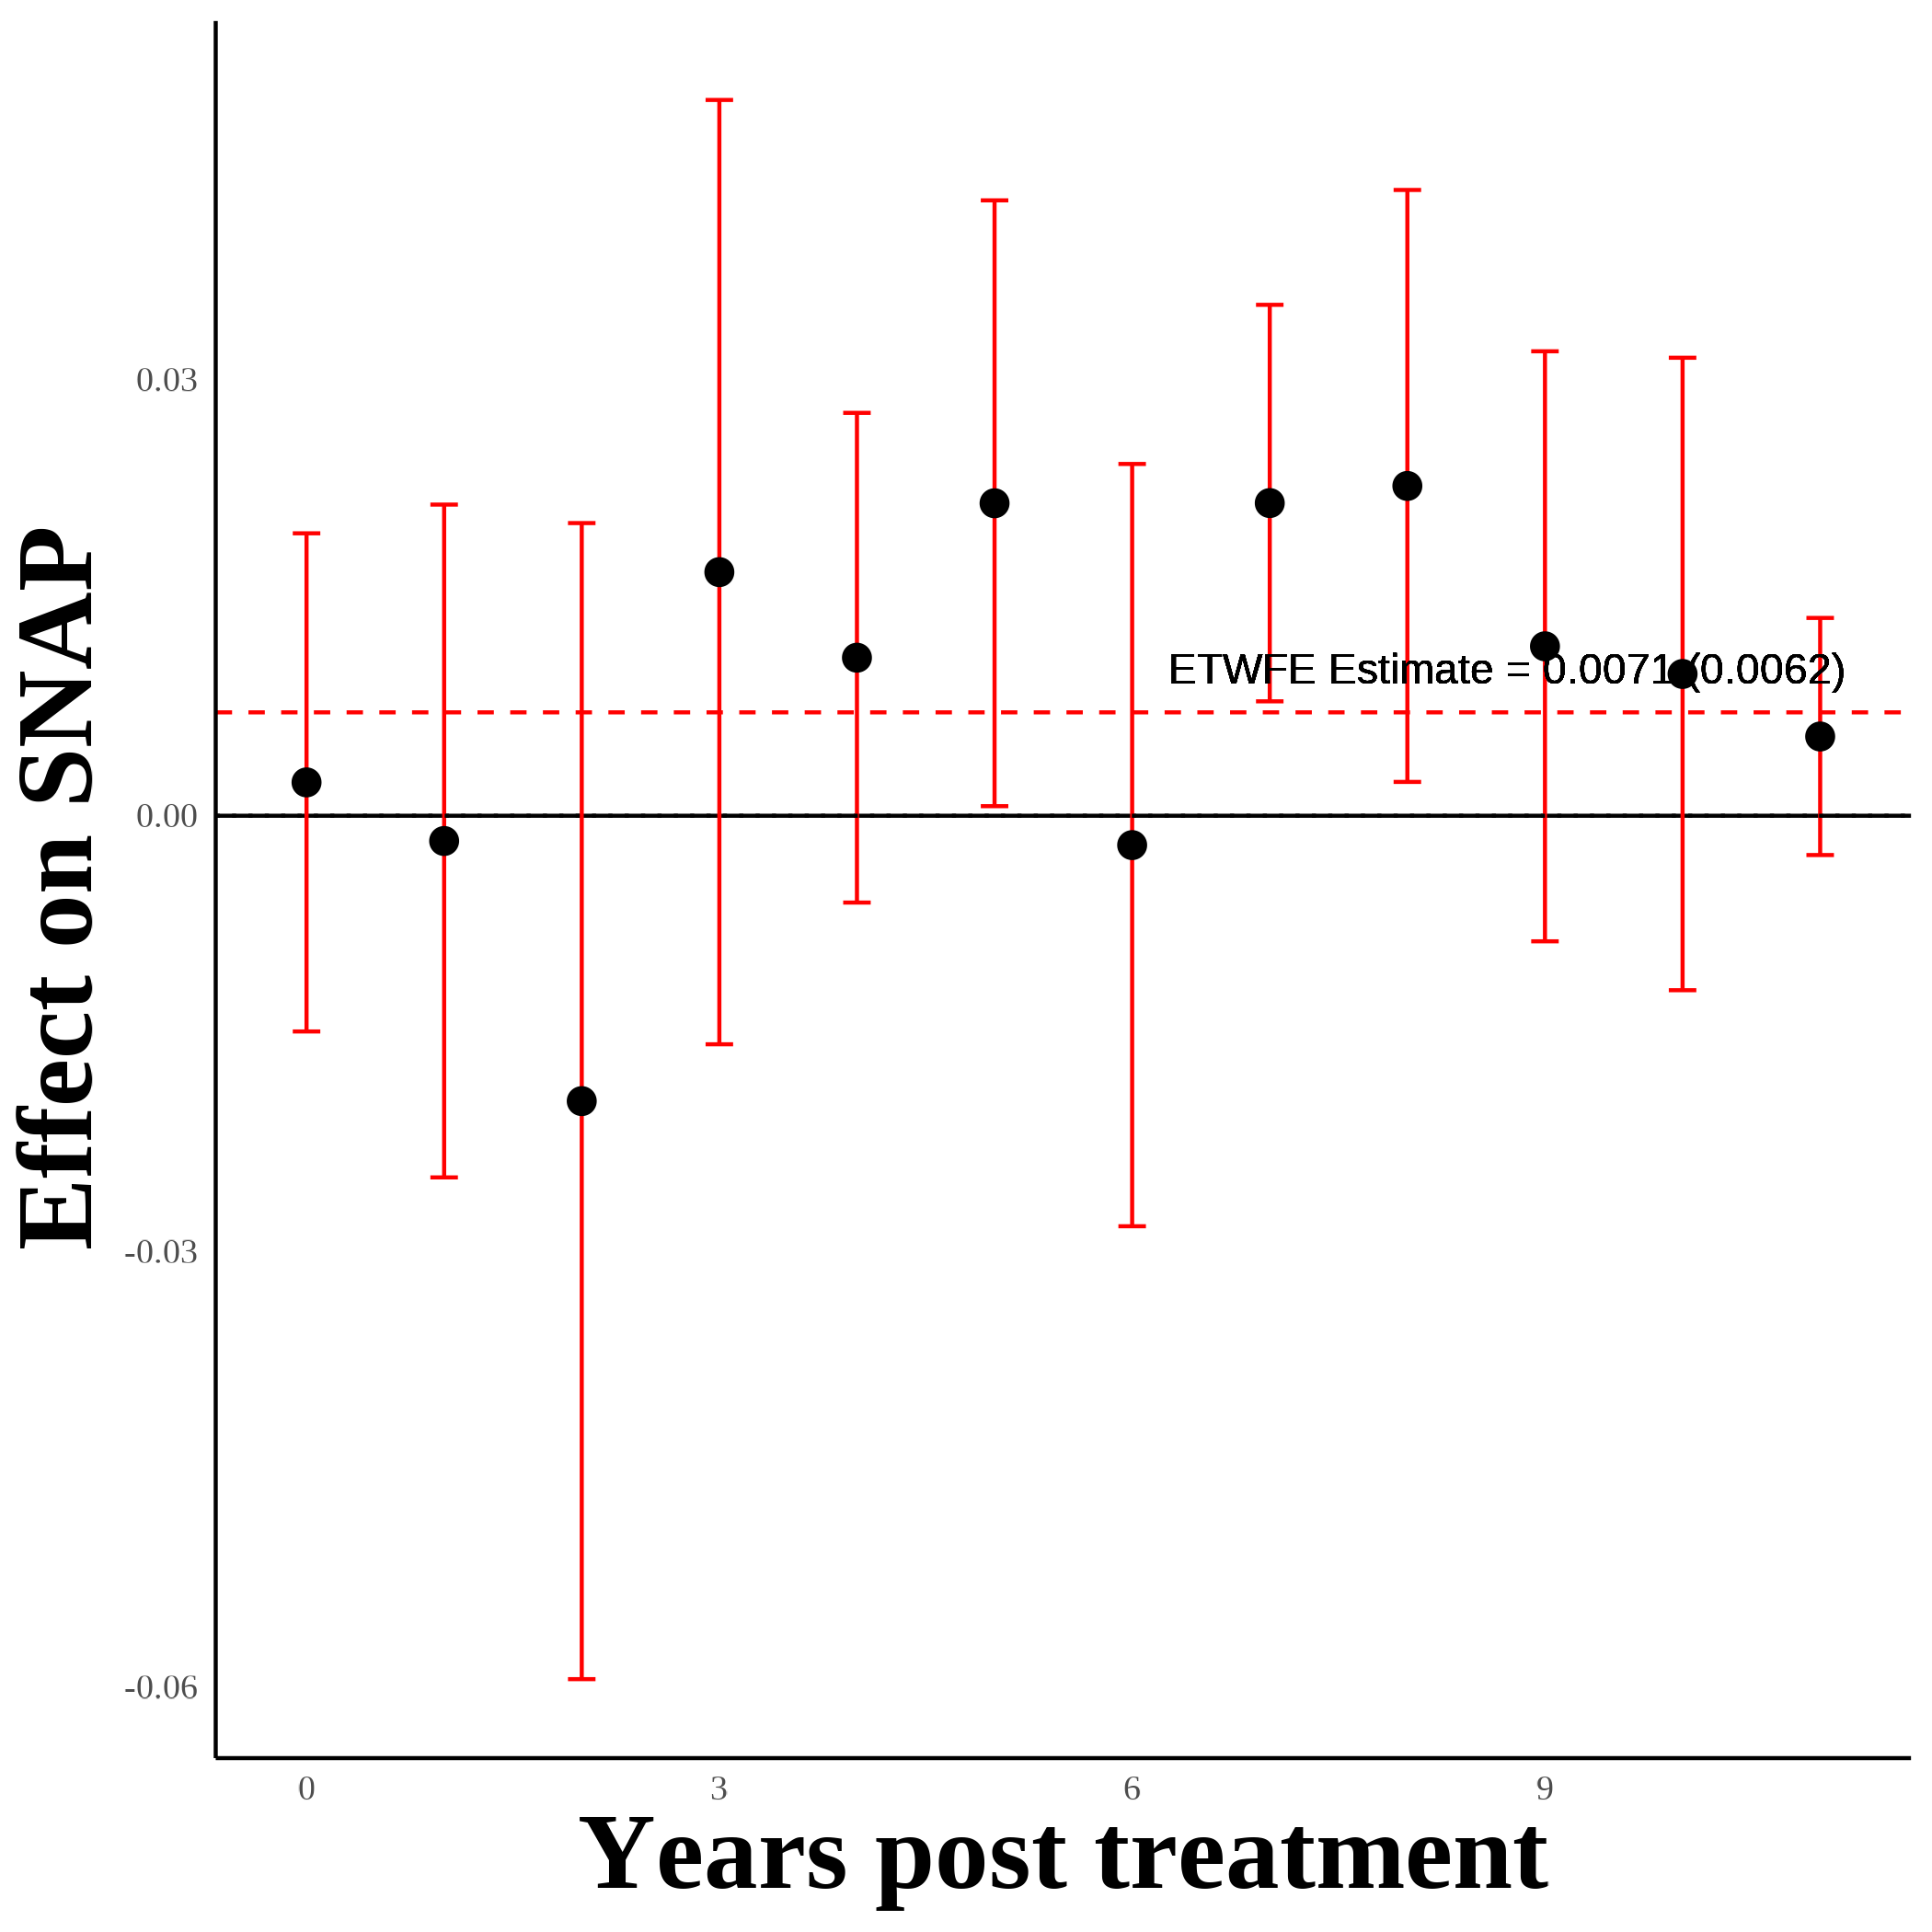 Effect on SNAP
0.03
0.00
-0.03
-0.06
ETWFE Estimate = 0.0071 (0.0062)
0 3 6 9
Years post treatment